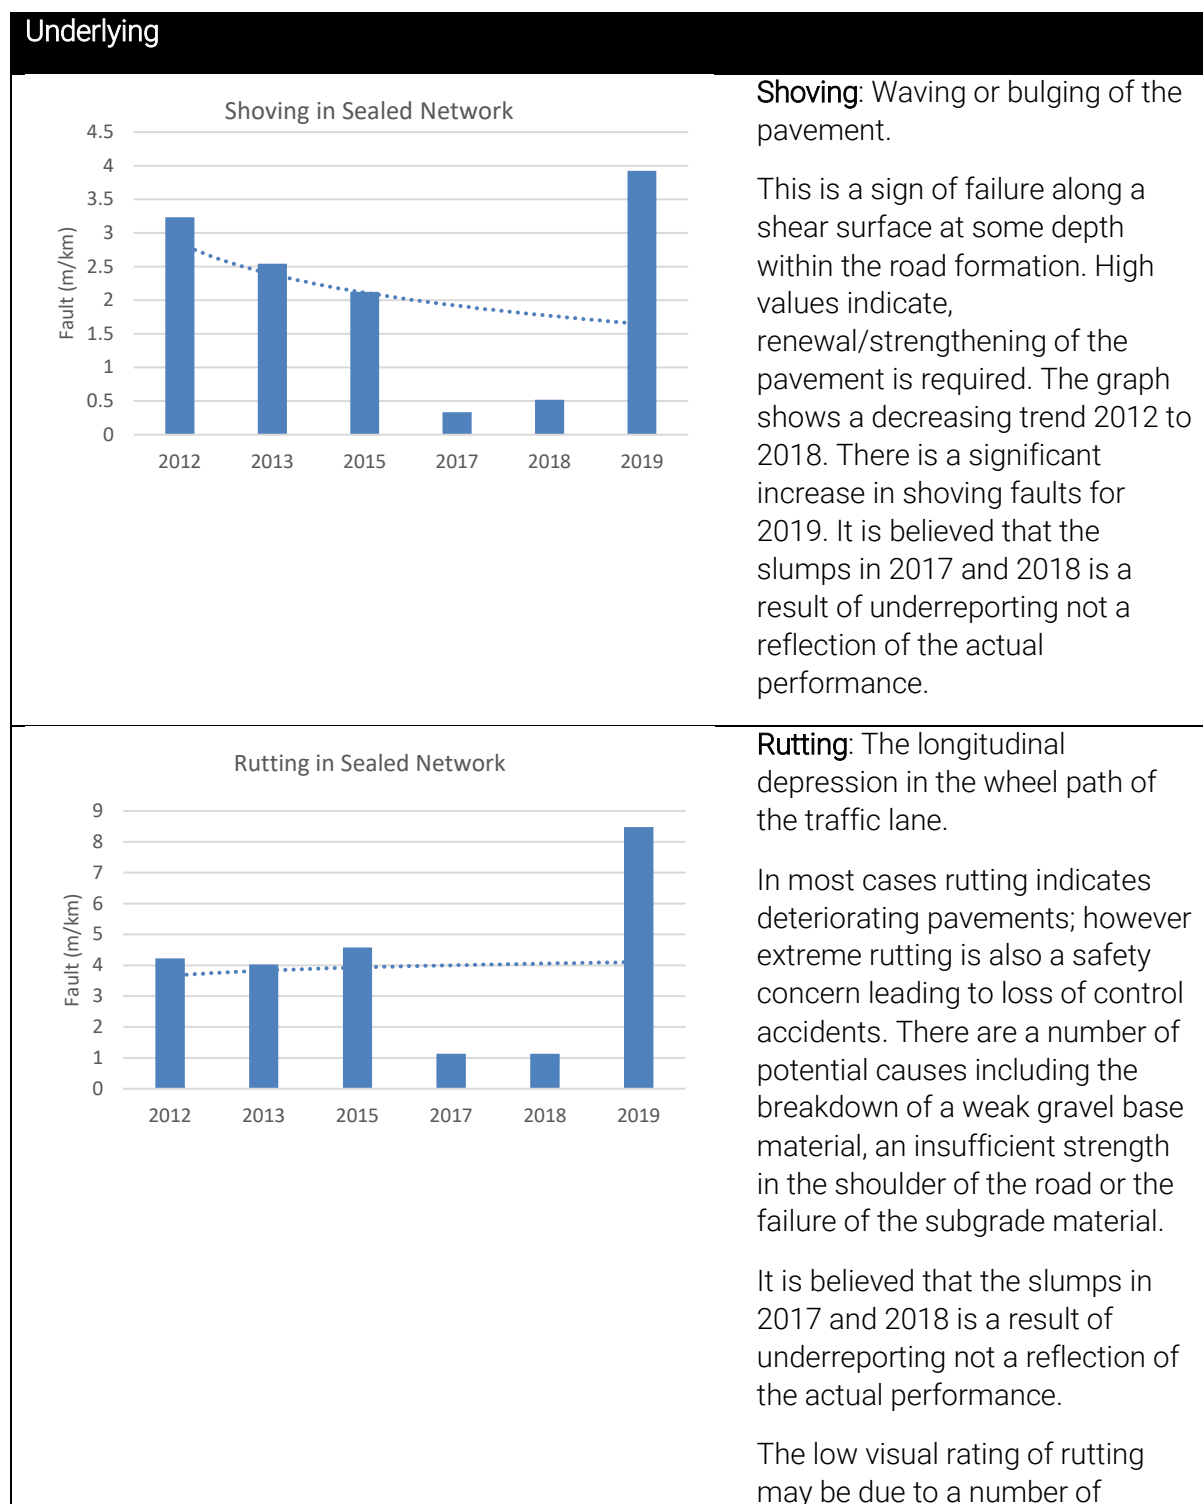 Underlying
Shoving in Sealed Network
4.5
4
3.5
3
2.5
2
1.5
1
0.5
0
Fault (m/km)
2012 2013 2015 2017 2018 2019
Shoving: Waving or bulging of the
pavement.
This is a sign of failure along a
shear surface at some depth
within the road formation. High
values indicate,
renewal/strengthening of the
pavement is required. The graph
shows a decreasing trend 2012 to
2018. There is a significant
increase in shoving faults for
2019. It is believed that the
slumps in 2017 and 2018 is a
result of underreporting not a
reflection of the actual
performance.
Rutting in Sealed Network
9
8
7
6
5
4
3
2
1
0
Fault (m/km)
2012 2013 2015 2017 2018 2019
Rutting: The longitudinal
depression in the wheel path of
the traffic lane.
In most cases rutting indicates
deteriorating pavements; however
extreme rutting is also a safety
concern leading to loss of control
accidents. There are a number of
potential causes including the
breakdown of a weak gravel base
material, an insufficient strength
in the shoulder of the road or the
failure of the subgrade material.
It is believed that the slumps in
2017 and 2018 is a result of
underreporting not a reflection of
the actual performance.
The low visual rating of rutting
may be due to a number of